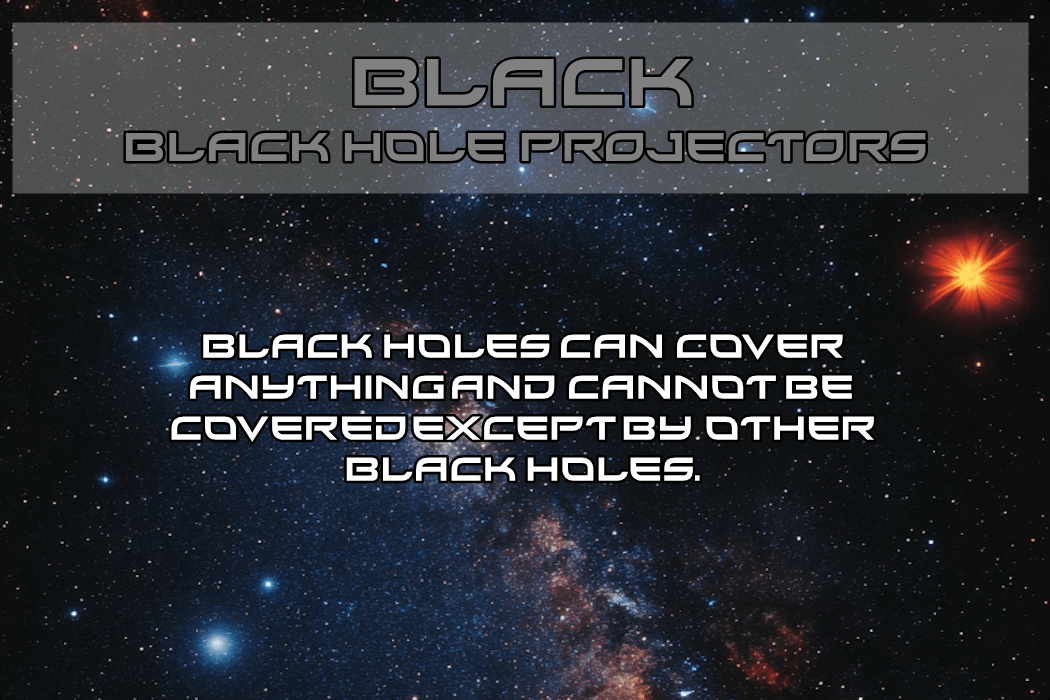 BLACK
BLACK HOLE PROJECTORS
BLACK HOLES CAN COVER
ANYTHING AND CANNOT BE
COVERED EXCEPT BY OTHER
BLACK HOLES.